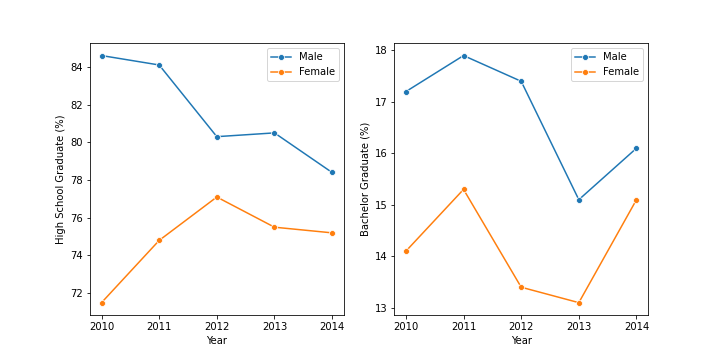 High School Graduate (%)
84
82
80
78
76
74
72
2010 2011 2012 2013 2014
Year
Male
Female
Bachelor Graduate (%)
18
17
16
15
14
13
2010 2011 2012 2013 2014
Year
Male
Female